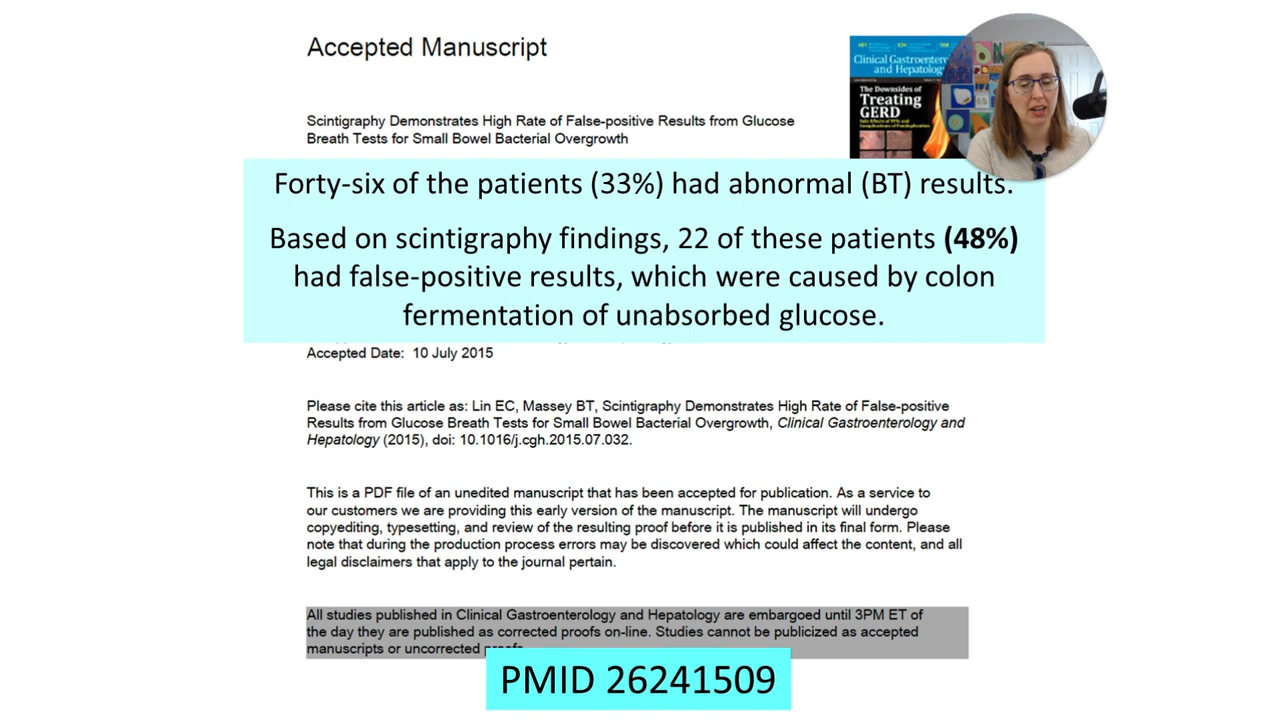 Accepted Manuscript
Scintigraphy Demonstrates High Rate of False-positive Results from Glucose
Breath Tests for Small Bowel Bacterial Overgrowth
Clinical Gastroenter
and Hepatology
The Downsides of
Treating
GERD
Forty-six of the patients (33%) had abnormal (BT) results.
Based on scintigraphy findings, 22 of these patients (48%)
had false-positive results, which were caused by colon
fermentation of unabsorbed glucose.
Accepted Date: 10 July 2015
Please cite this article as: Lin EC, Massey BT, Scintigraphy Demonstrates High Rate of False-positive
Results from Glucose Breath Tests for Small Bowel Bacterial Overgrowth, Clinical Gastroenterology and
Hepatology (2015), doi: 10.1016/j.cgh.2015.07.032.
This is a PDF file of an unedited manuscript that has been accepted for publication. As a service to
our customers we are providing this early version of the manuscript. The manuscript will undergo
copyediting, typesetting, and review of the resulting proof before it is published in its final form. Please
note that during the production process errors may be discovered which could affect the content, and all
legal disclaimers that apply to the journal pertain.
All studies published in Clinical Gastroenterology and Hepatology are embargoed until 3PM ET of
the day they are published as corrected proofs on-line. Studies cannot be publicized as accepted
manuscripts or uncorrected proofs.
PMID 26241509